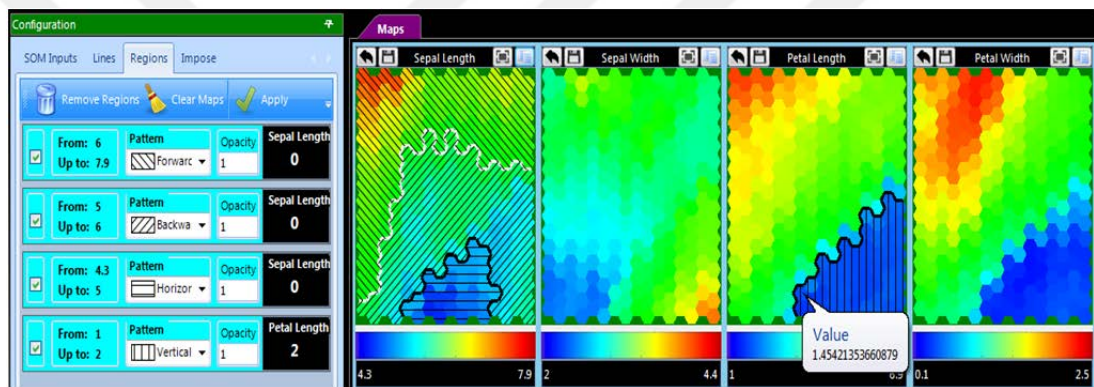 Configuration
SOM Inputs Lines Regions Impose
Remove Regions Clear Maps Apply
From: 6
Up to: 7.9
Pattern
Forwarc
Opacity
1
Sepal Length
0
From: 5
Up to: 6
Pattern
Backwa
Opacity
1
Sepal Length
0
From: 4.3
Up to: 5
Pattern
Horizor
Opacity
1
Sepal Length
0
From: 1
Up to: 2
Pattern
Vertical
Opacity
1
Petal Length
2
Maps
Sepal Length
Sepal Width
Petal Length
Petal Width
Value
1.45421353660879
4.3 7.9
2 4.4
1 6.9
0.1 2.5